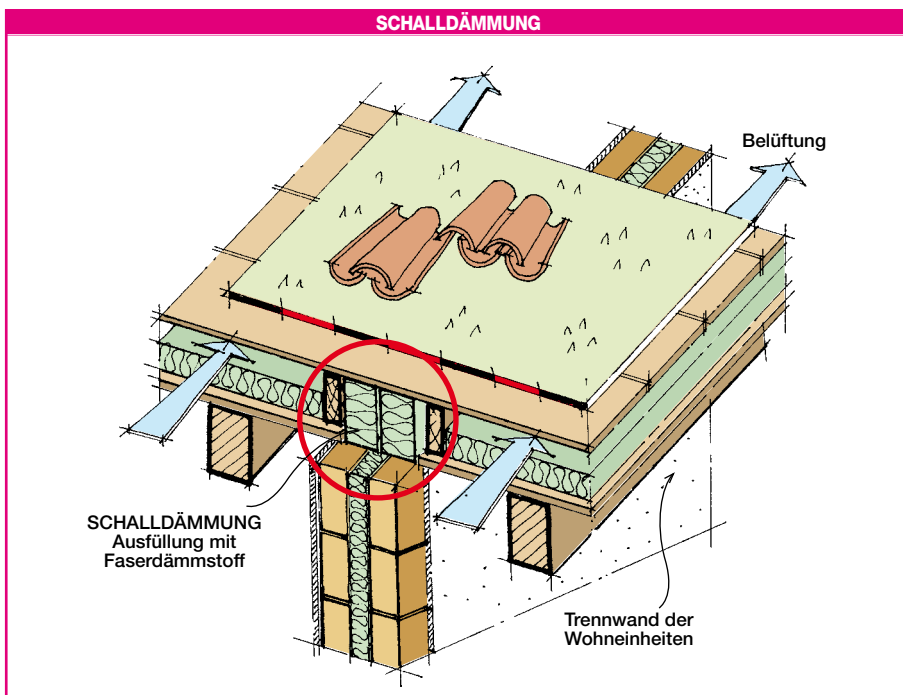 SCHALLDÄMMUNG
Belüftung
SCHALLDÄMMUNG
Ausfüllung mit
Faserdämmstoff
Trennwand der
Wohneinheiten